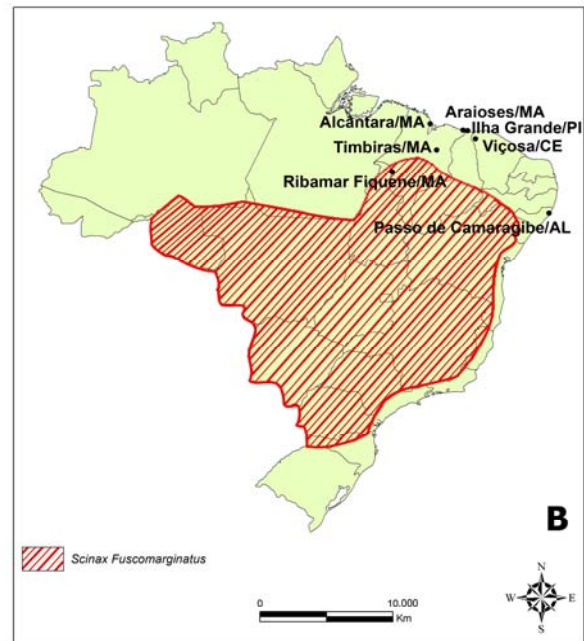 Araioses/MA
Alcântara/MA
Ilha Grande/PI
Viçosa/CE
Timbiras/MA
Ribamar Fiquene/MA
Passo de Camaragibe/AL
B
Scinax Fuscomarginatus
N
W E
S
0 10.000
Km